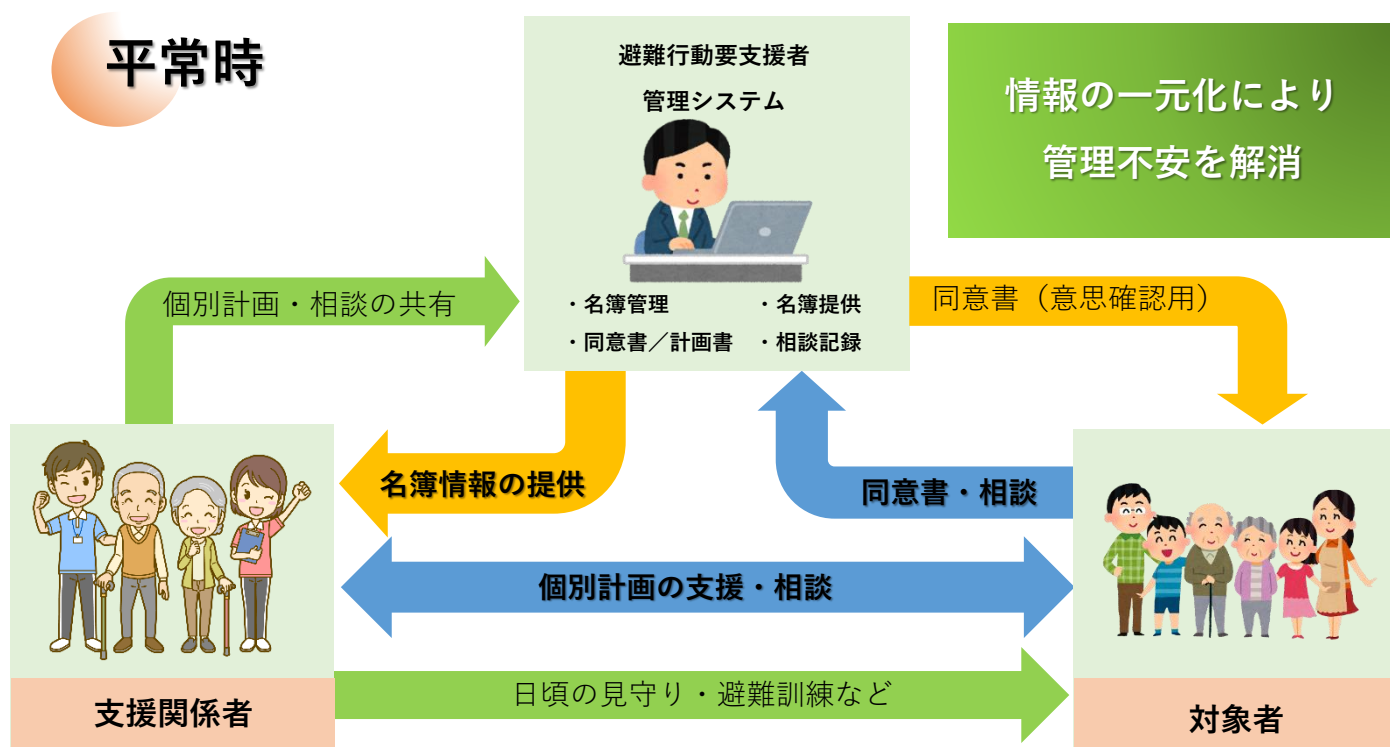 平常時
避難行動要支援者
管理システム
情報の一元化により
管理不安を解消
・名簿管理
・名簿提供
・同意書／計画書
・相談記録
個別計画・相談の共有
同意書（意思確認用）
名簿情報の提供
同意書・相談
個別計画の支援・相談
日頃の見守り・避難訓練など
支援関係者
対象者